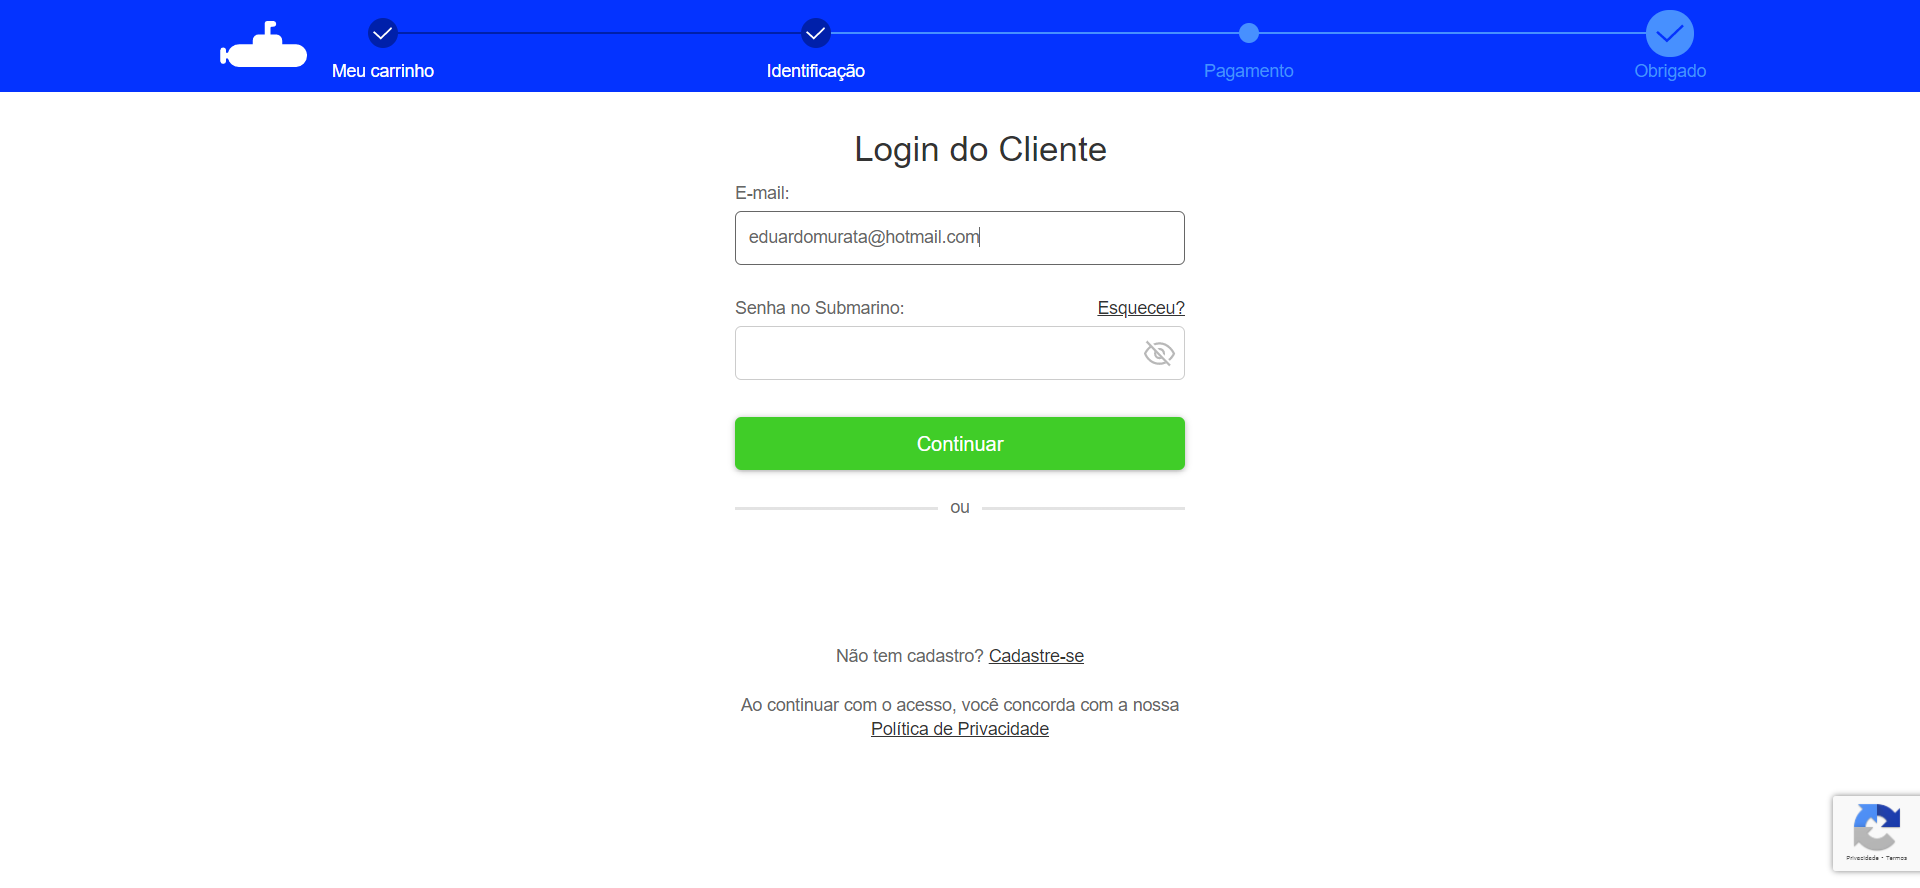 Meu carrinho
Identificação
Pagamento
Obrigado
Login do Cliente
E-mail:
eduardomurata@hotmail.com
Senha no Submarino:
Esqueceu?
Continuar
ou
Não tem cadastro? Cadastre-se
Ao continuar com o acesso, você concorda com a nossa
Política de Privacidade
Privacidade - Termos